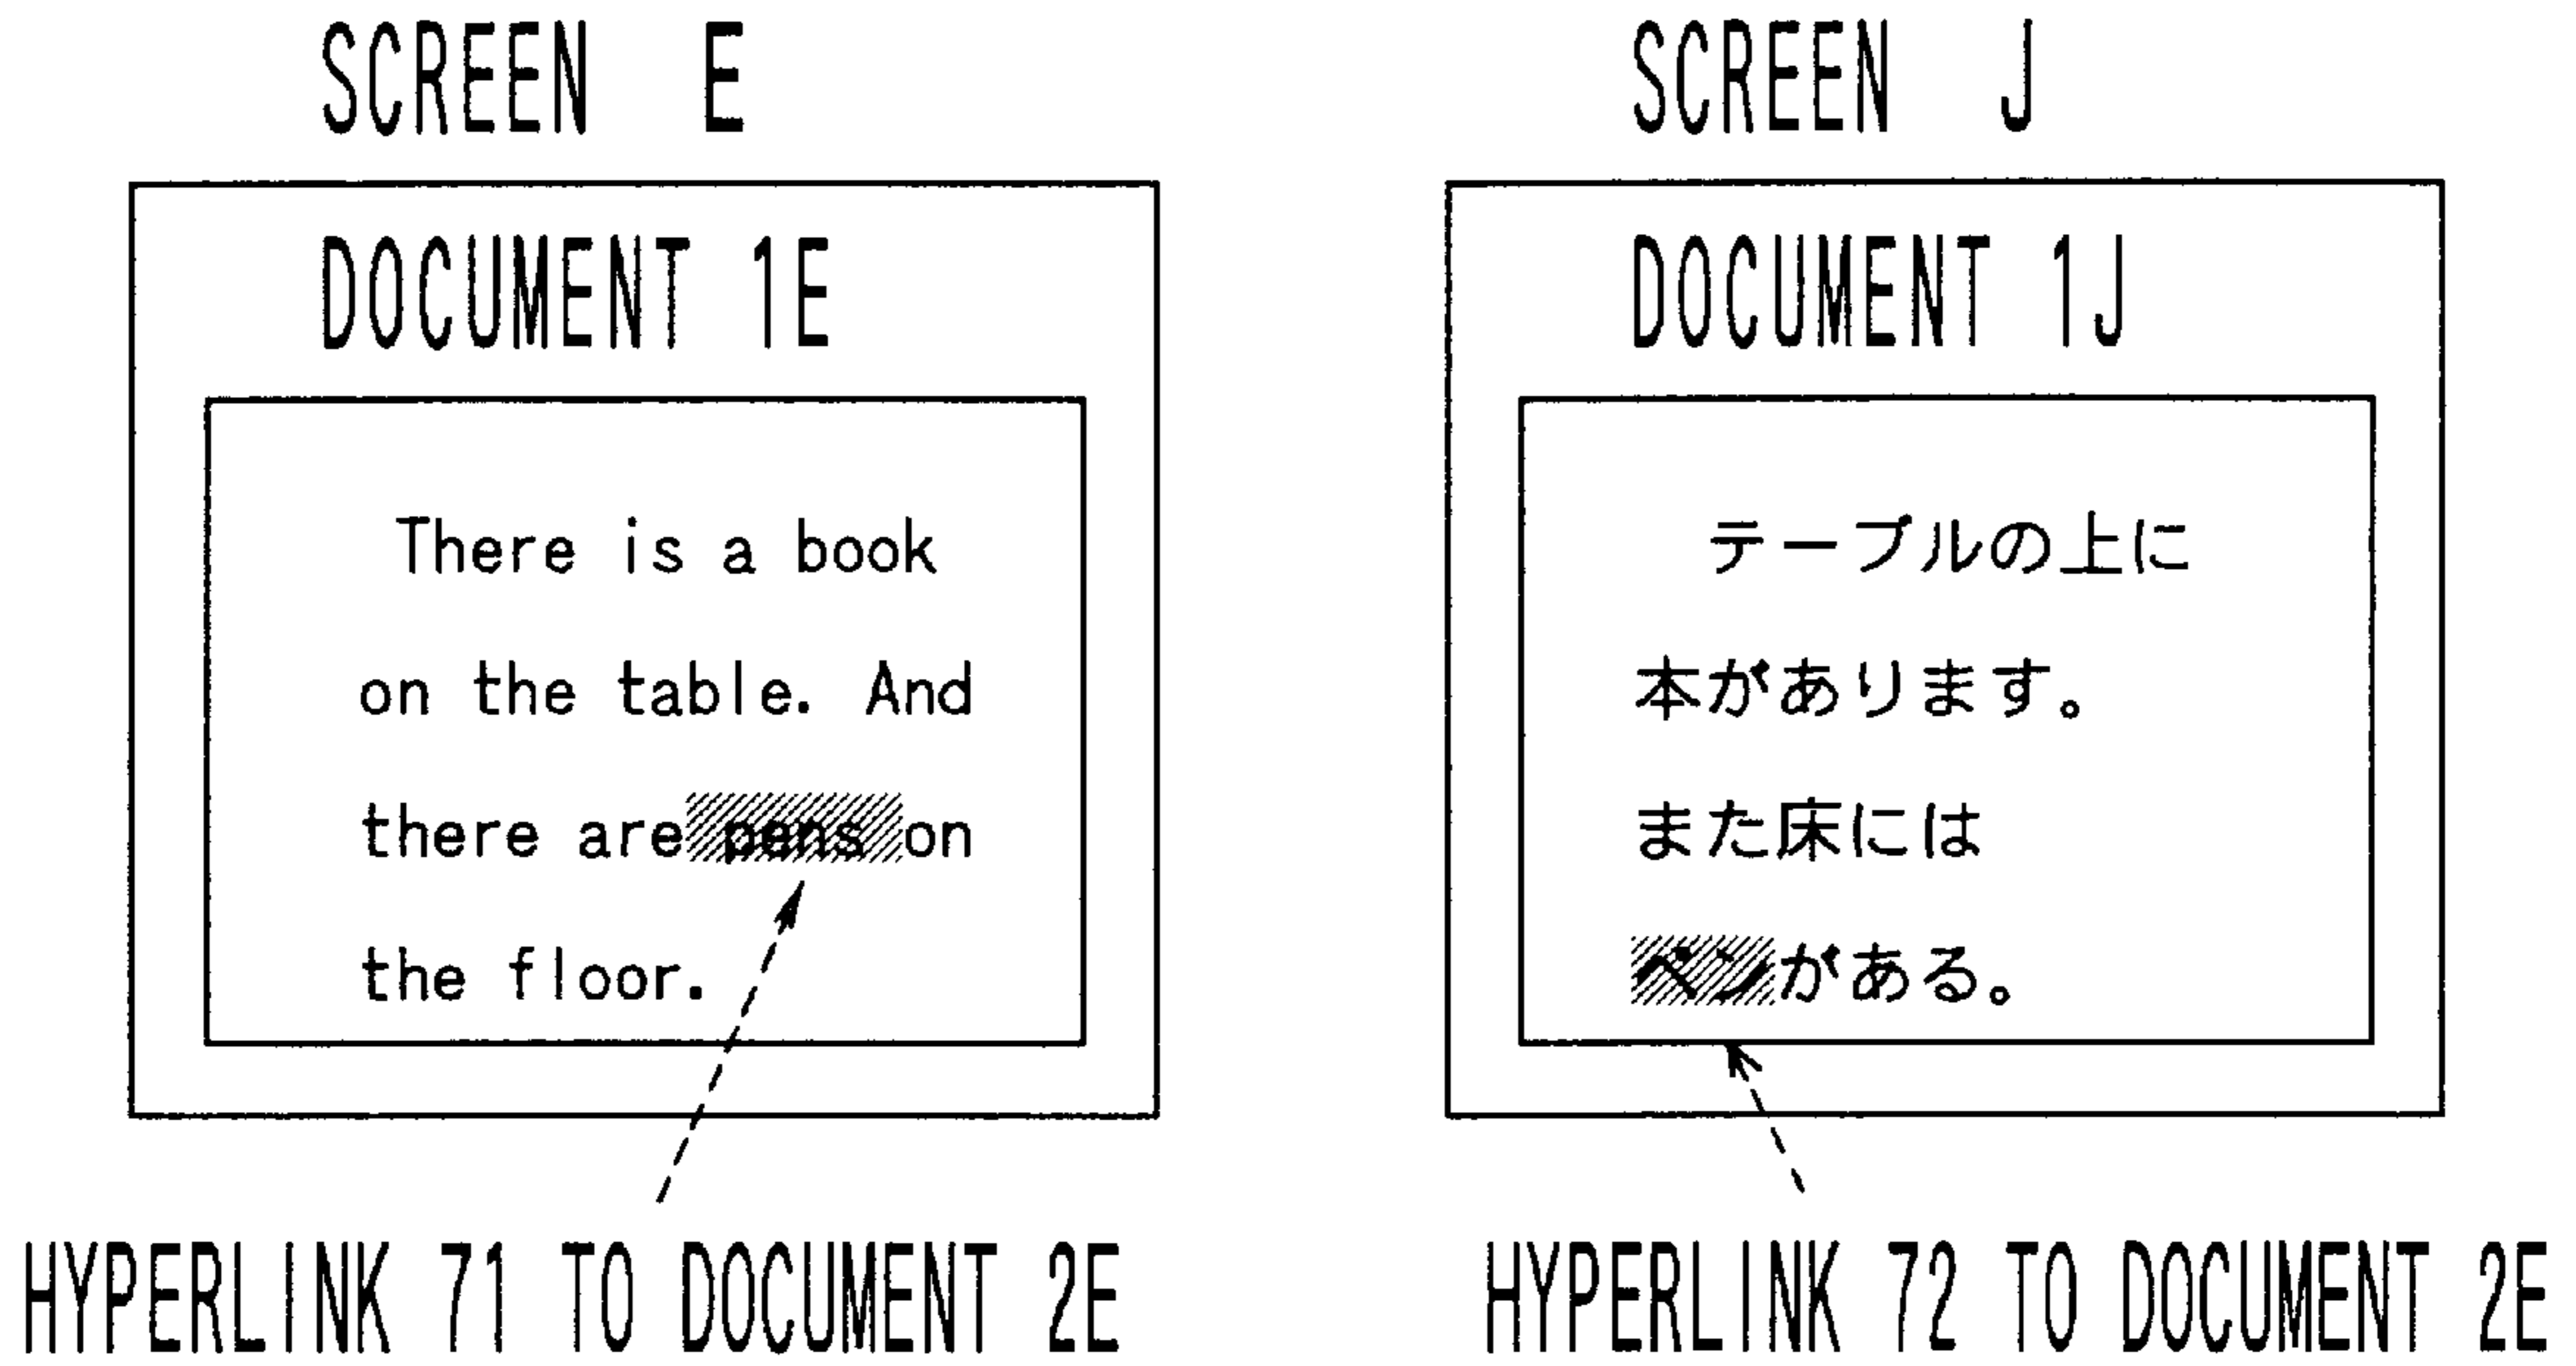 SCREEN E
DOCUMENT 1E
There is a book
on the table. And
there are pens on
the floor.
HYPERLINK 71 TO DOCUMENT 2E
SCREEN J
DOCUMENT 1J
テーブルの上に
本があります。
また床には
ペンがある。
HYPERLINK 72 TO DOCUMENT 2E